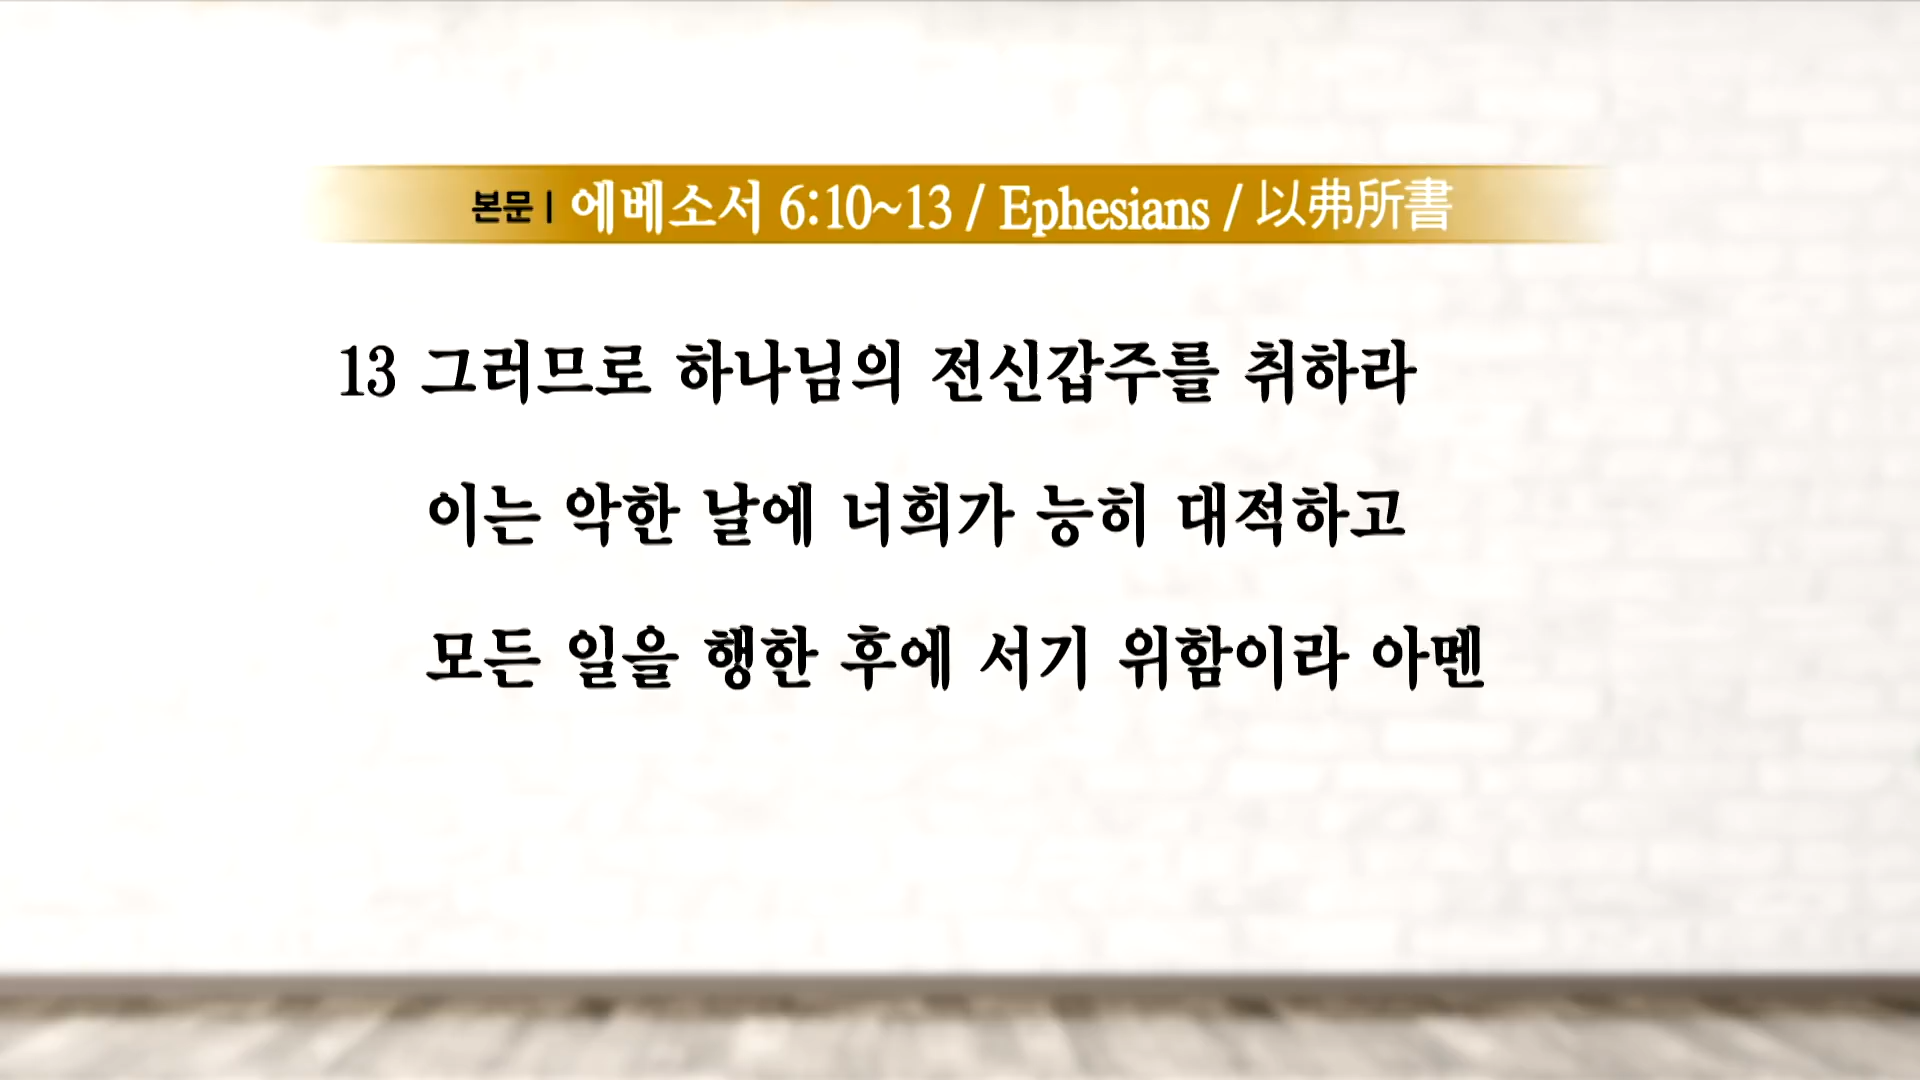 본문 | 에베소서 6:10~13 / Ephesians / 以弗所書
13 그러므로 하나님의 전신갑주를 취하라
이는 악한 날에 너희가 능히 대적하고
모든 일을 행한 후에 서기 위함이라 아멘